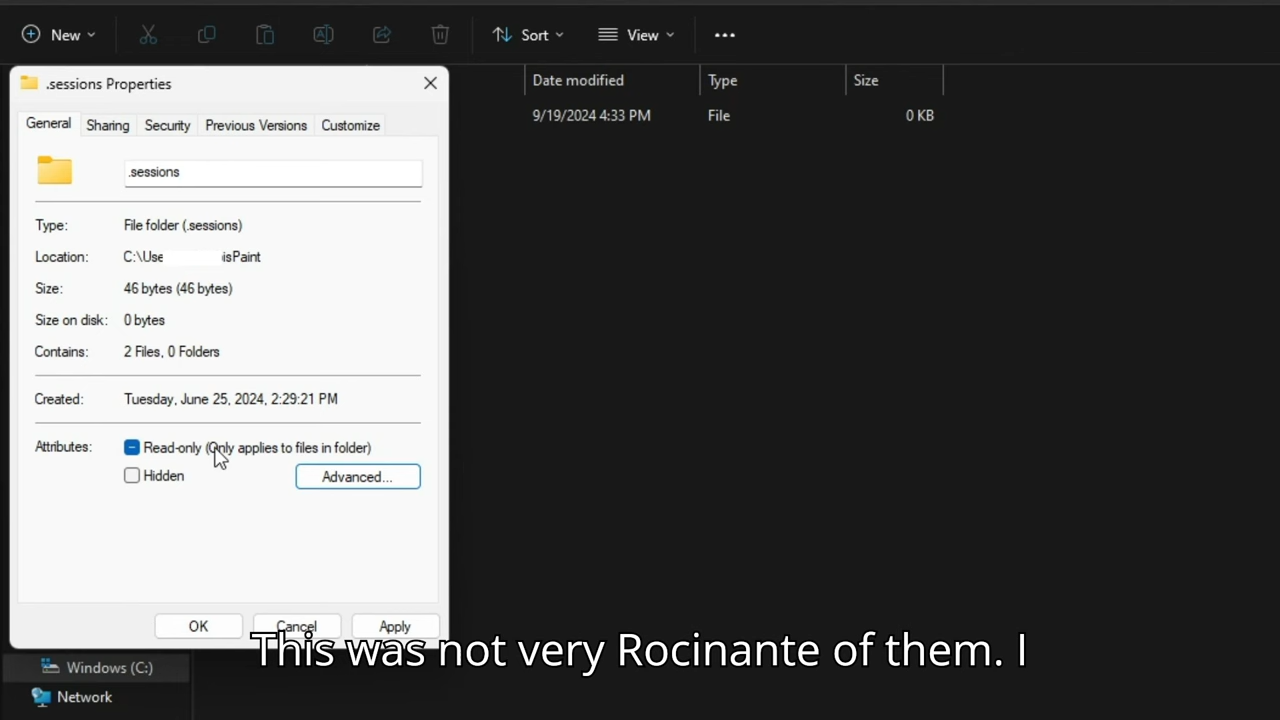 New
Sort
View
.sessions Properties
Date modified
Type
Size
9/19/2024 4:33 PM
File
0 KB
General
Sharing
Security
Previous Versions
Customize
.sessions
Type:
File folder (.sessions)
Location:
C:\Use isPaint
Size:
46 bytes (46 bytes)
Size on disk:
0 bytes
Contains:
2 Files, 0 Folders
Created:
Tuesday, June 25, 2024, 2:29:21 PM
Attributes:
Read-only (Only applies to files in folder)
Hidden
Advanced...
OK
Cancel
Apply
This was not very Rocinante of them. I
Windows (C:)
Network